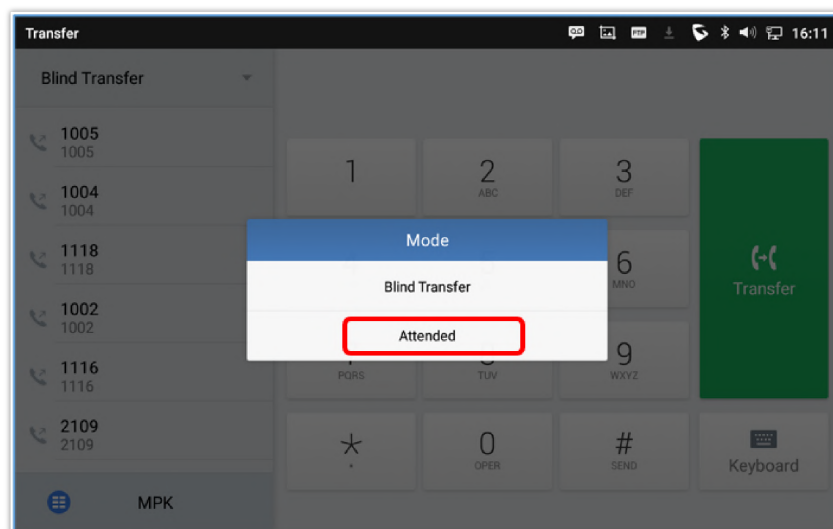 Transfer
PTP
16:11
Blind Transfer
1005
1005
1004
1004
1118
1118
1002
1002
1116
1116
2109
2109
MPK
1
2
ABC
3
DEF
Mode
Blind Transfer
Attended
6
MNO
Transfer
PQRS
TUV
9
WXYZ
*
0
OPER
#
SEND
Keyboard